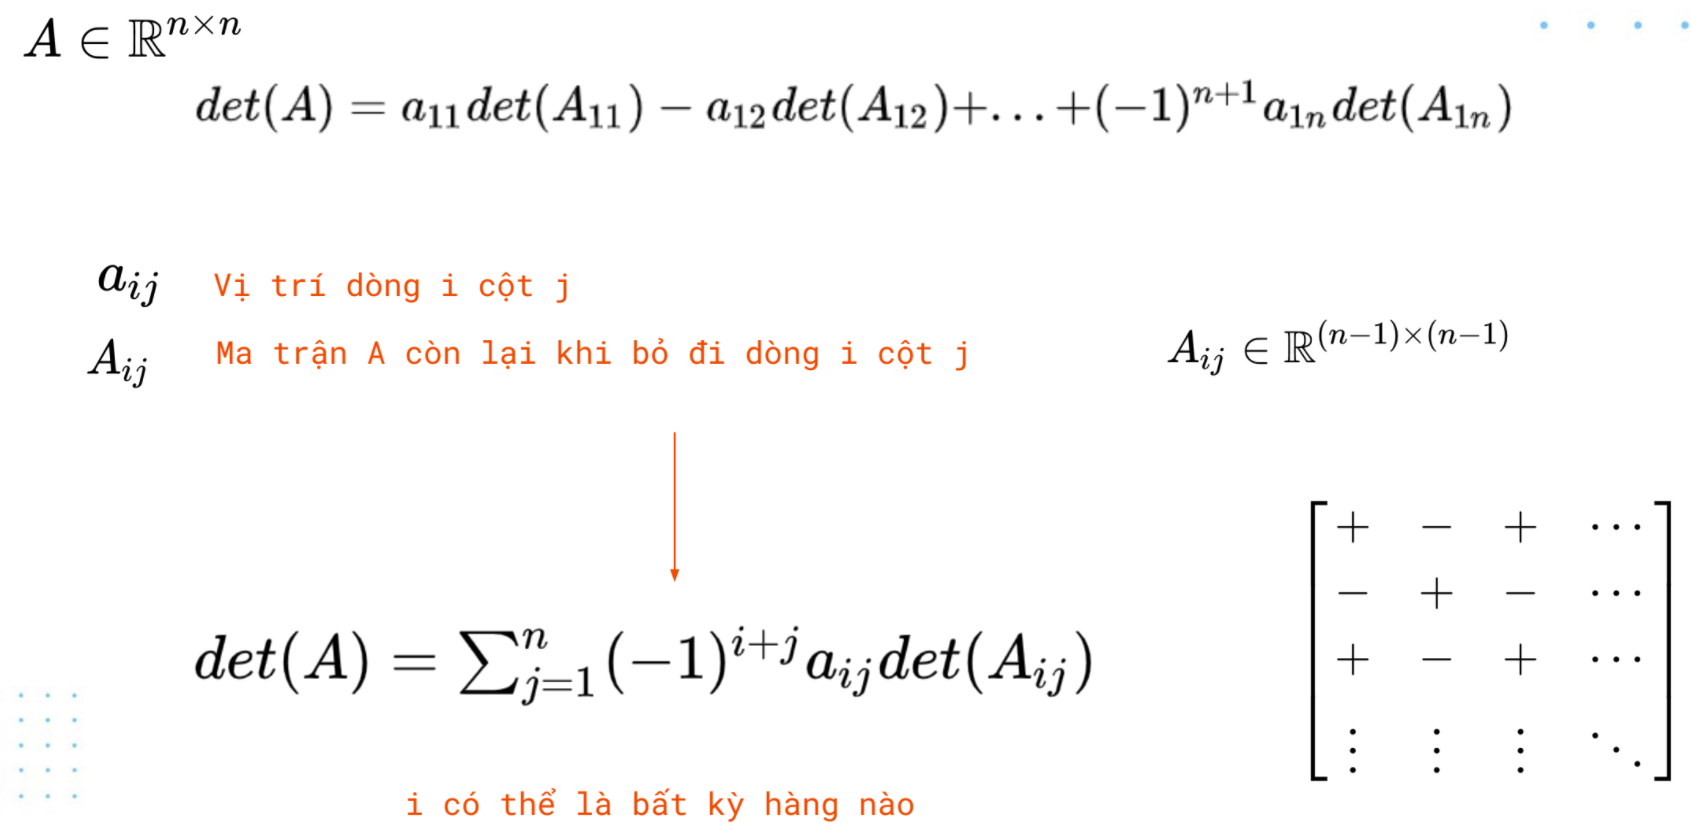 A ∈ ℝ^{n×n}
det(A) = a_{11}det(A_{11}) − a_{12}det(A_{12})+...+(−1)^{n+1}a_{1n}det(A_{1n})
a_{ij} Vị trí dòng i cột j
A_{ij} Ma trận A còn lại khi bỏ đi dòng i cột j
A_{ij} ∈ ℝ^{(n−1)×(n−1)}
det(A) = ∑_{j=1}^{n}(−1)^{i+j}a_{ij}det(A_{ij})
+ − + ⋯
− + − ⋯
+ − + ⋯
⋮ ⋮ ⋮ ⋱
i có thể là bất kỳ hàng nào